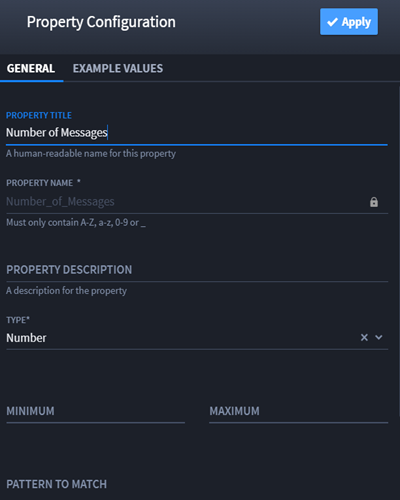 Property Configuration
Apply
GENERAL
EXAMPLE VALUES
PROPERTY TITLE
Number of Messages
A human-readable name for this property
PROPERTY NAME *
Number_of_Messages
Must only contain A-Z, a-z, 0-9 or _
PROPERTY DESCRIPTION
A description for the property
TYPE*
Number
MINIMUM
MAXIMUM
PATTERN TO MATCH